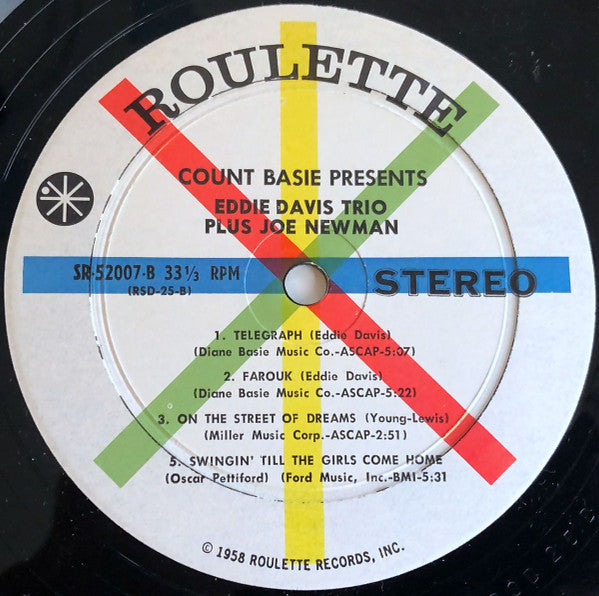 ROULETTE
COUNT BASIE PRESENTS
EDDIE DAVIS TRIO
PLUS JOE NEWMAN
SR-52007-B 33⅓ RPM
(RSD-25-B)
STEREO
1. TELEGRAPH (Eddie Davis)
(Diane Basie Music Co.-ASCAP-5:07)
2. FAROUK (Eddie Davis)
(Diane Basie Music Co.-ASCAP-5:22)
3. ON THE STREET OF DREAMS (Young-Lewis)
(Miller Music Corp.-ASCAP-2:51)
5. SWINGIN' TILL THE GIRLS COME HOME
(Oscar Pettiford) (Ford Music, Inc.-BMI-5:31
© 1958 ROULETTE RECORDS, INC.